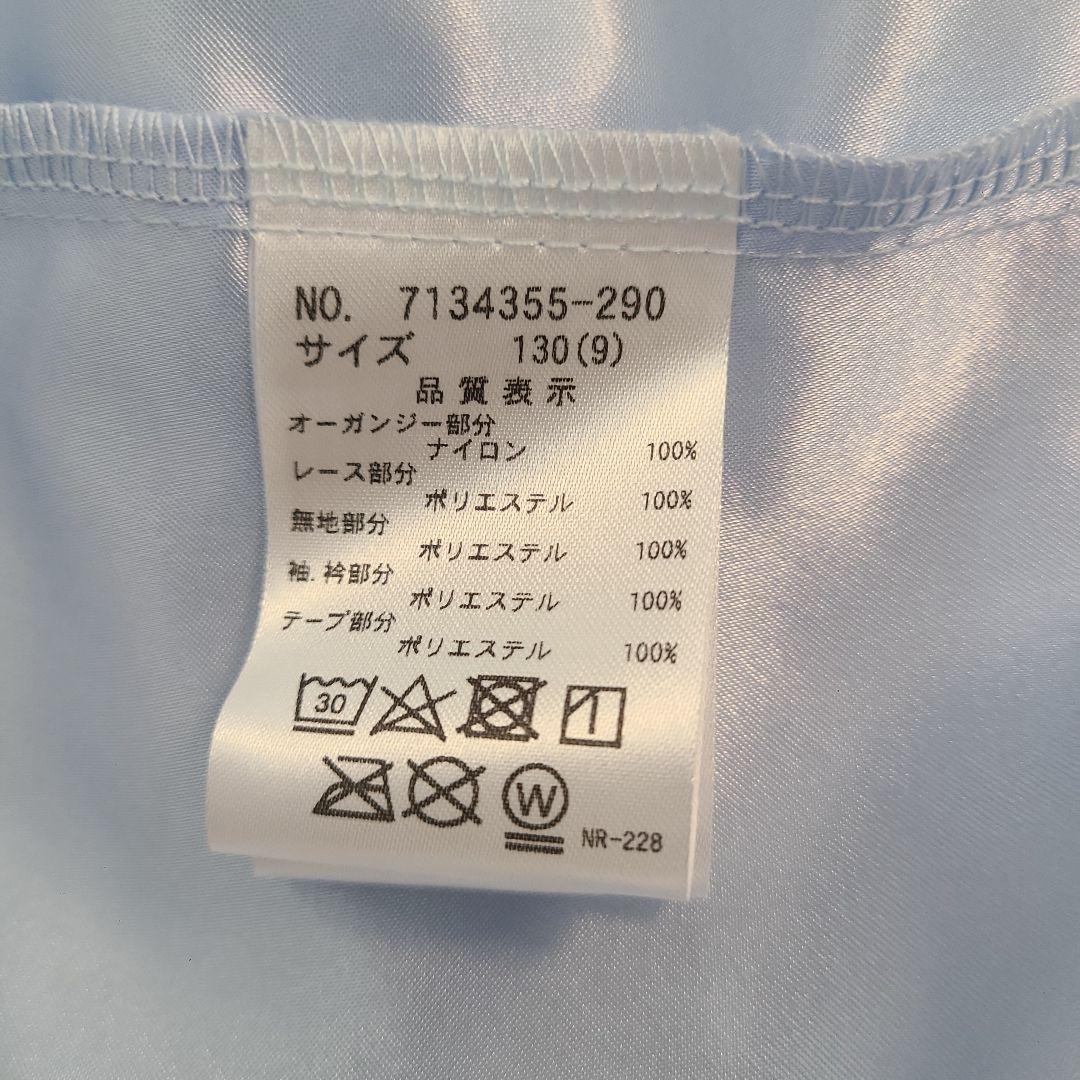 NO. 7134355-290
サイズ 130(9)
品質表示
オーガンジー部分
ナイロン 100%
レース部分
ポリエステル 100%
無地部分
ポリエステル 100%
袖.衿部分
ポリエステル 100%
テープ部分
ポリエステル 100%
30
W
NR-228